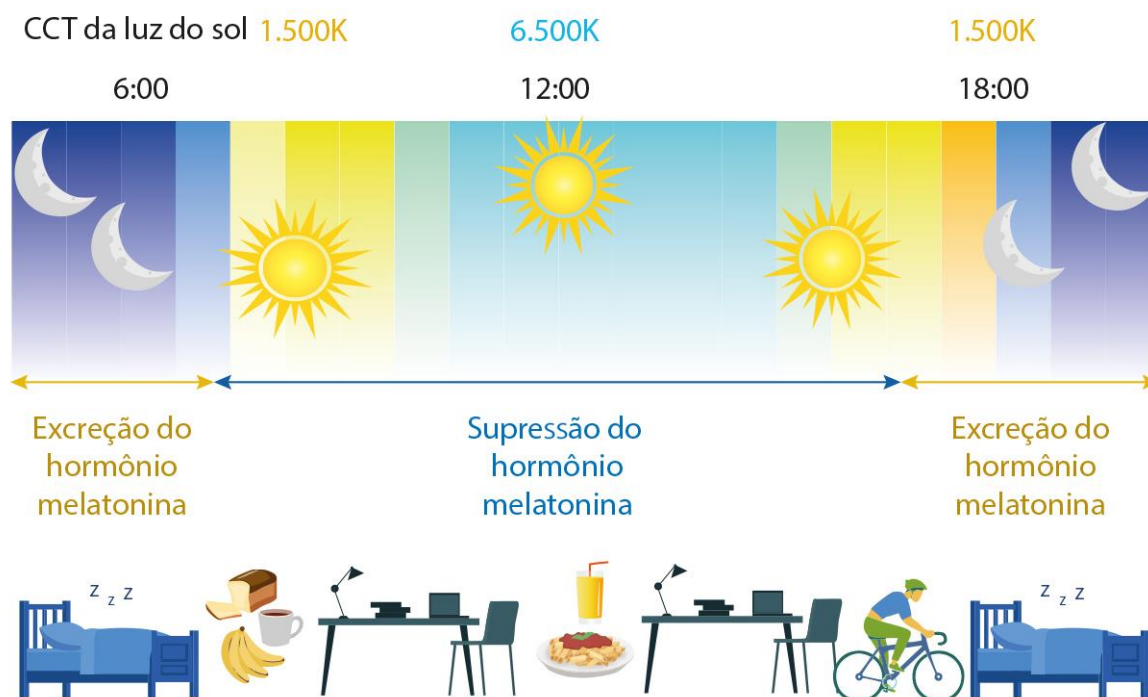 CCT da luz do sol 1.500K 6.500K 1.500K
6:00 12:00 18:00
Excreção do
hormônio
melatonina
Supressão do
hormônio
melatonina
Excreção do
hormônio
melatonina
z z z
z z z